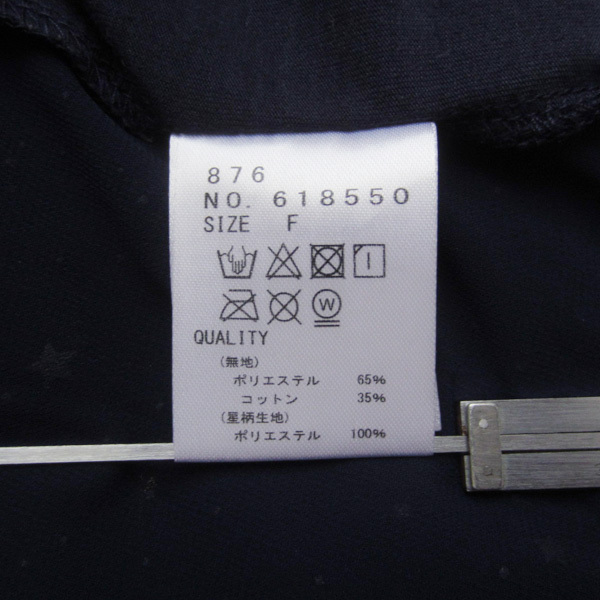 876
NO. 618550
SIZE F
W
QUALITY
(無地)
ポリエステル 65%
コットン 35%
(星柄生地)
ポリエステル 100%